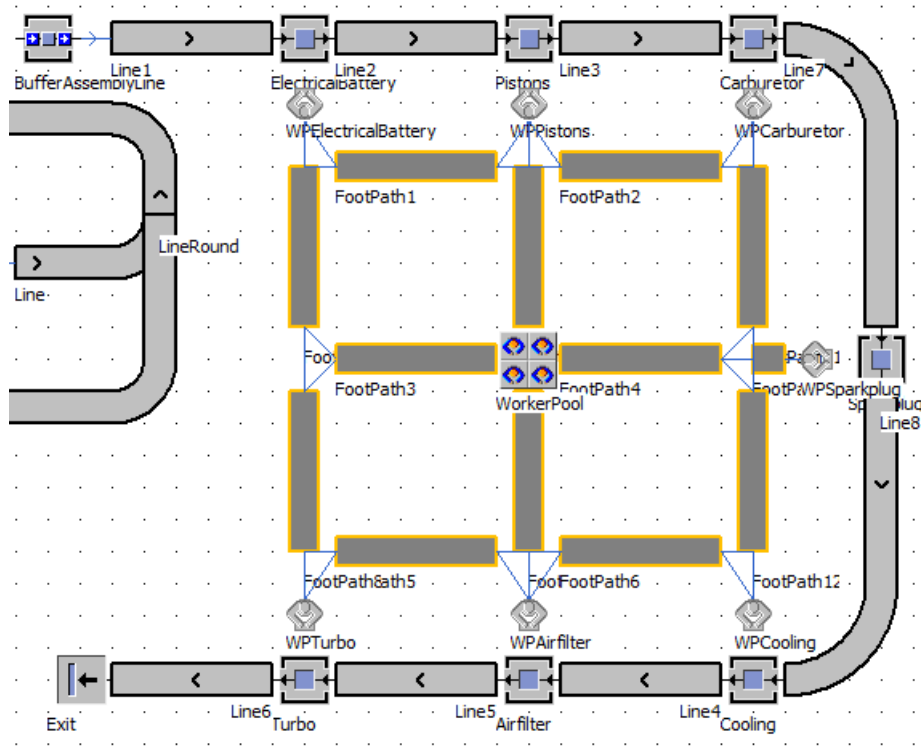 BufferAssemblyLine
Line1
ElectricalBattery
Line2
Pistons
Line3
Carburetor
Line7
WPElectricalBattery
WPPistons
WPCarburetor
FootPath1
FootPath2
LineRound
Line
FootPath3
FootPath4
WPSparkplug
WorkerPool
Line8
FootPath8
FootPath6
FootPath12
WPTurbo
WPAirfilter
WPCooling
Exit
Line6
Turbo
Line5
Airfilter
Line4
Cooling